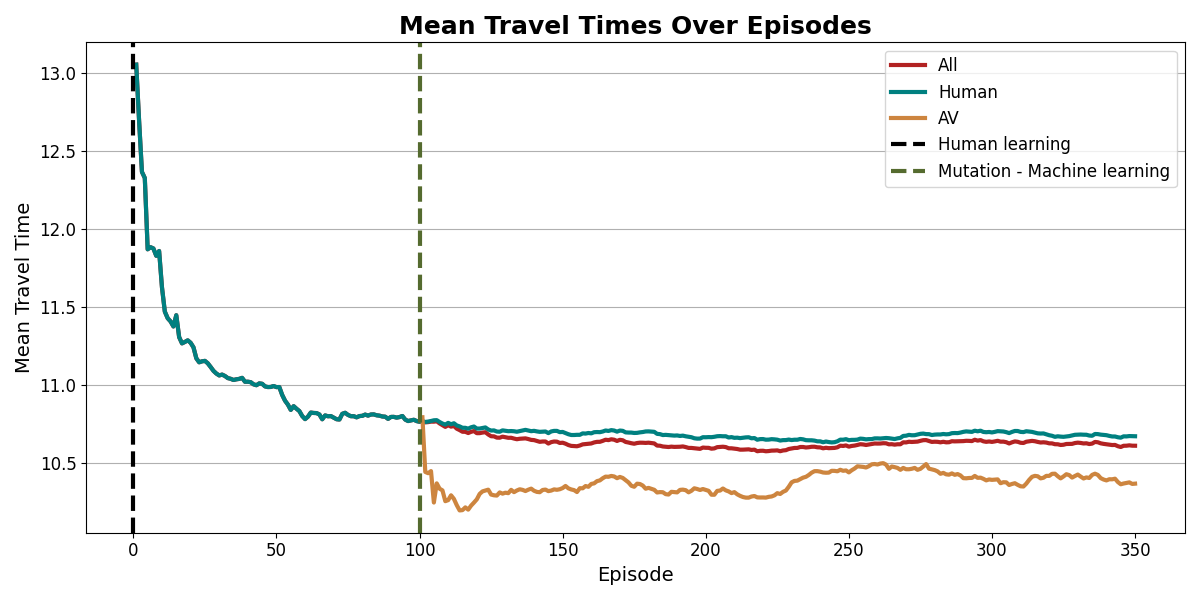 Mean Travel Times Over Episodes
All
Human
AV
Human learning
Mutation - Machine learning
Mean Travel Time
13.0
12.5
12.0
11.5
11.0
10.5
0 50 100 150 200 250 300 350
Episode